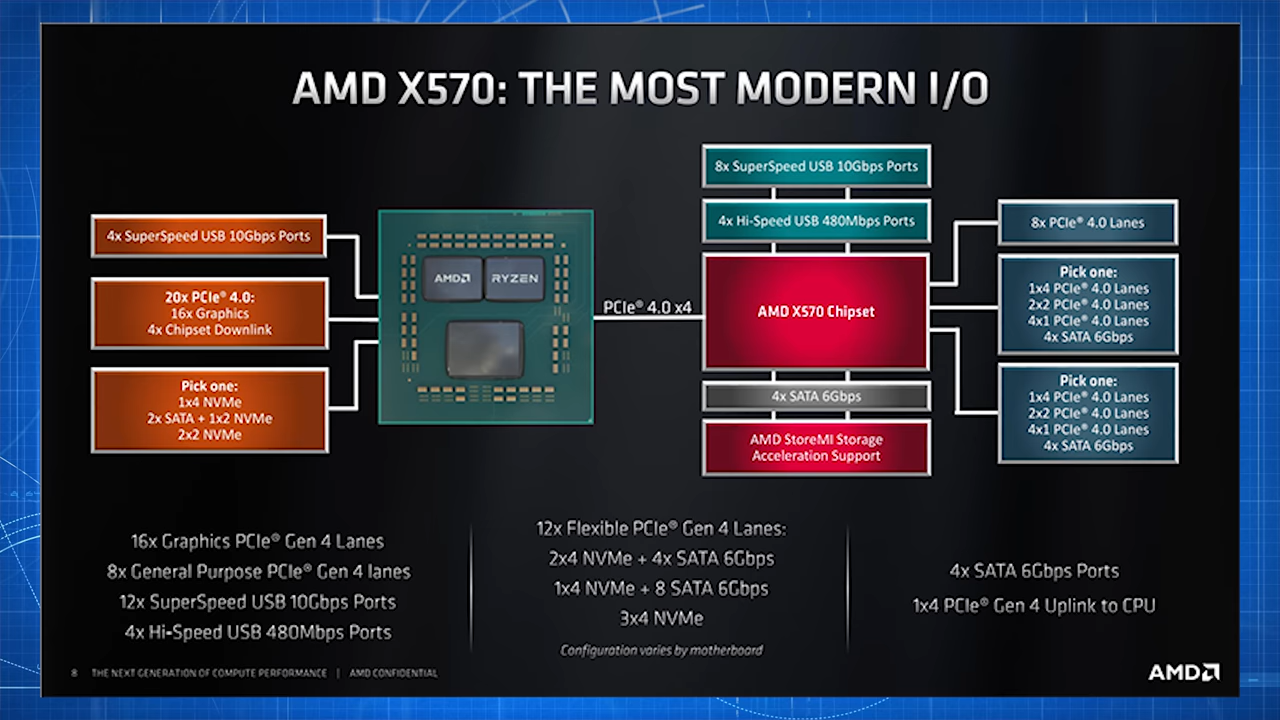 AMD X570: THE MOST MODERN I/O
4x SuperSpeed USB 10Gbps Ports
20x PCIe® 4.0:
16x Graphics
4x Chipset Downlink
Pick one:
1x4 NVMe
2x SATA + 1x2 NVMe
2x2 NVMe
AMD RYZEN
PCIe® 4.0 x4
8x SuperSpeed USB 10Gbps Ports
4x Hi-Speed USB 480Mbps Ports
AMD X570 Chipset
4x SATA 6Gbps
AMD StoreMI Storage
Acceleration Support
8x PCIe® 4.0 Lanes
Pick one:
1x4 PCIe® 4.0 Lanes
2x2 PCIe® 4.0 Lanes
4x1 PCIe® 4.0 Lanes
4x SATA 6Gbps
Pick one:
1x4 PCIe® 4.0 Lanes
2x2 PCIe® 4.0 Lanes
4x1 PCIe® 4.0 Lanes
4x SATA 6Gbps
16x Graphics PCIe® Gen 4 Lanes
8x General Purpose PCIe® Gen 4 lanes
12x SuperSpeed USB 10Gbps Ports
4x Hi-Speed USB 480Mbps Ports
12x Flexible PCIe® Gen 4 Lanes:
2x4 NVMe + 4x SATA 6Gbps
1x4 NVMe + 8 SATA 6Gbps
3x4 NVMe
Configuration varies by motherboard
4x SATA 6Gbps Ports
1x4 PCIe® Gen 4 Uplink to CPU
8 THE NEXT GENERATION OF COMPUTE PERFORMANCE | AMD CONFIDENTIAL
AMD